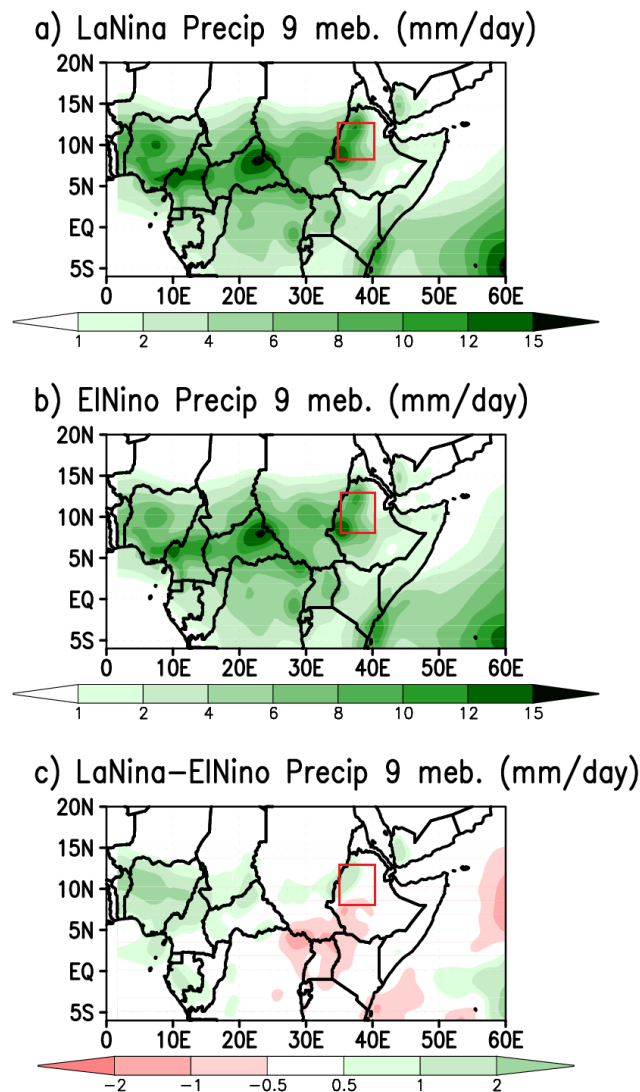 a) LaNina Precip 9 meb. (mm/day)
20N
15N
10N
5N
EQ
5S
0 10E 20E 30E 40E 50E 60E
1 2 4 6 8 10 12 15
b) ElNino Precip 9 meb. (mm/day)
20N
15N
10N
5N
EQ
5S
0 10E 20E 30E 40E 50E 60E
1 2 4 6 8 10 12 15
c) LaNina−ElNino Precip 9 meb. (mm/day)
20N
15N
10N
5N
EQ
5S
0 10E 20E 30E 40E 50E 60E
−2 −1 −0.5 0.5 1 2